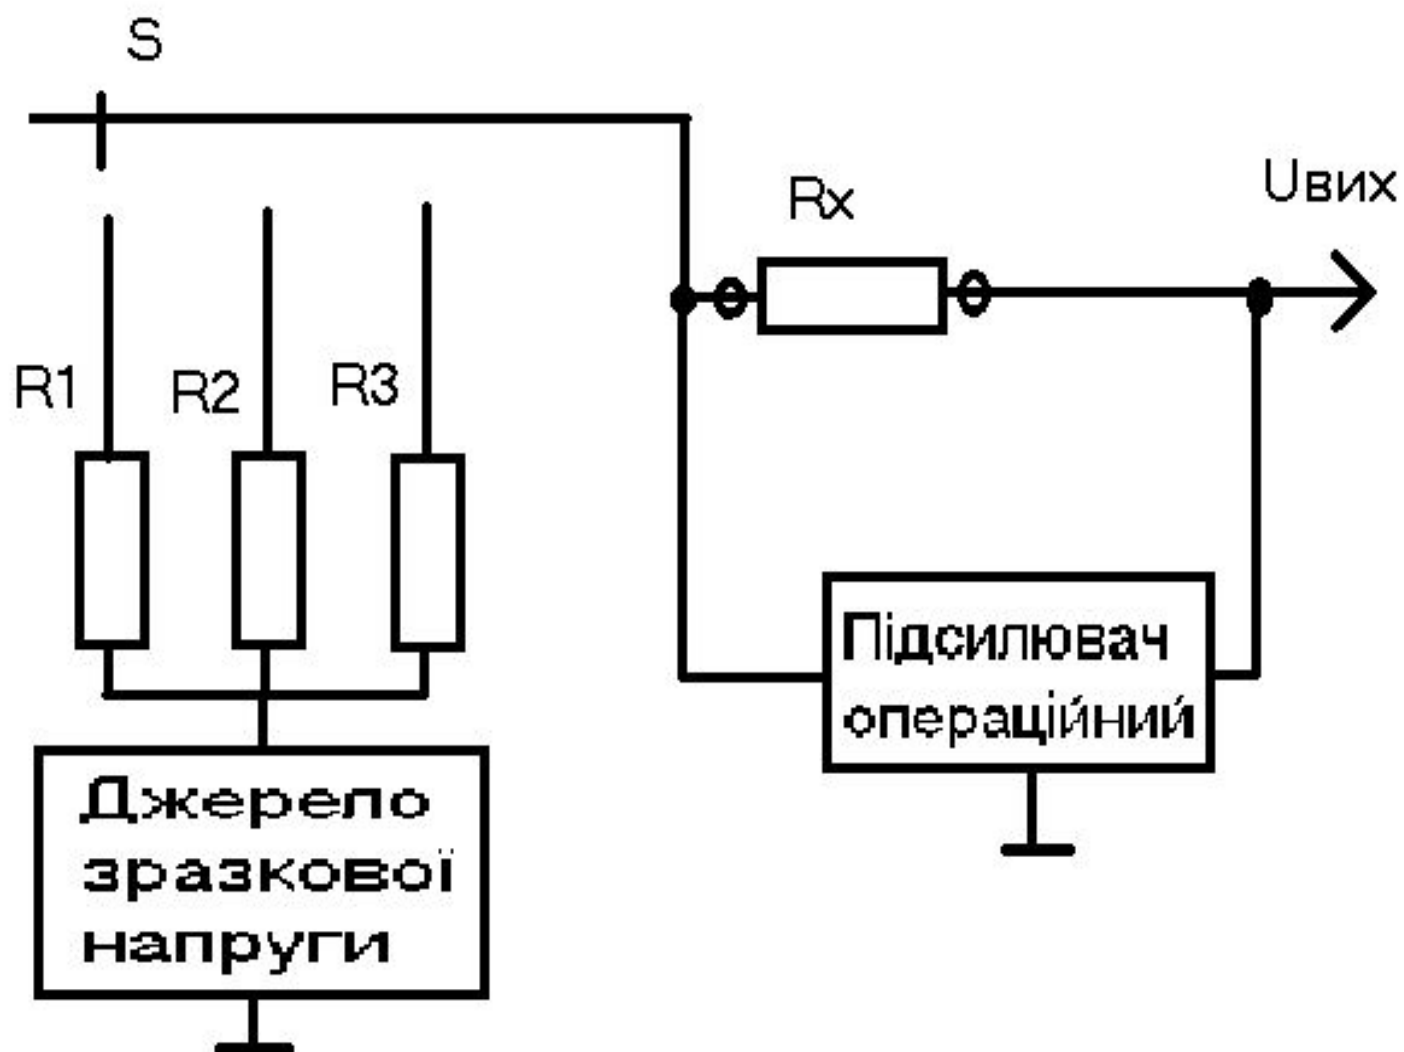 S
Rx
Uвих
R1
R2
R3
Підсилювач
операційний
Джерело
зразкової
напруги